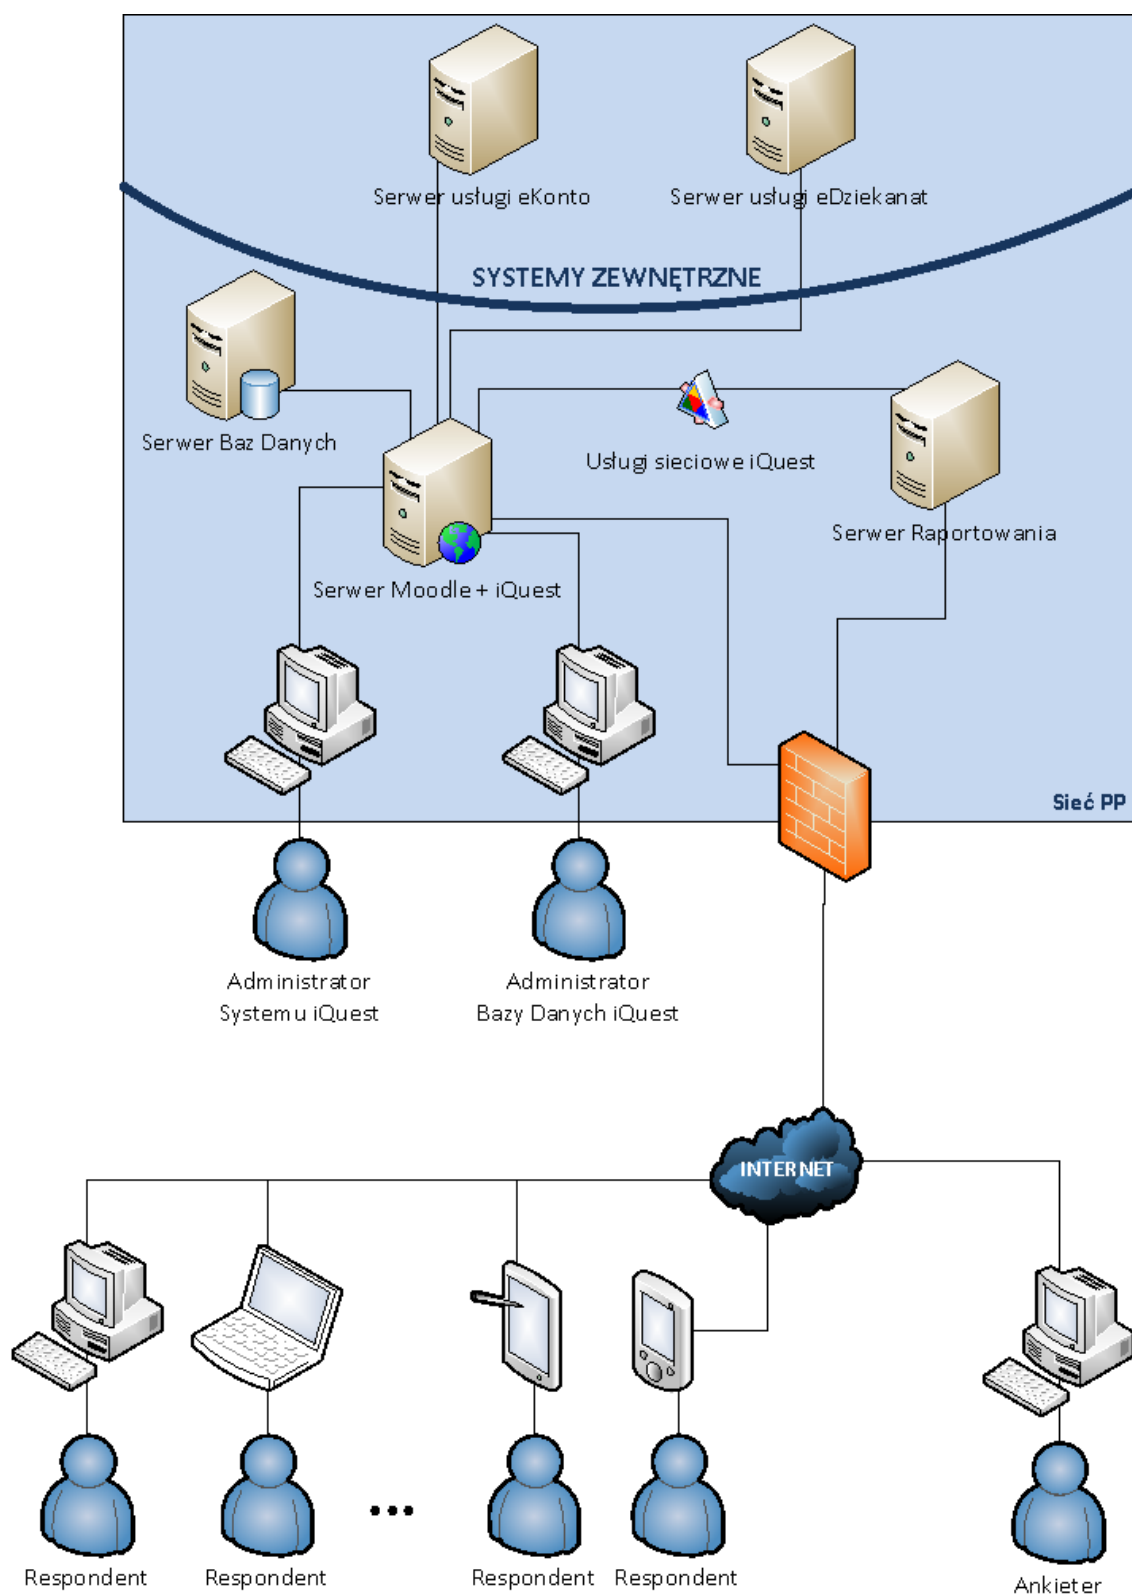 Serwer usługi eKonto
Serwer usługi eDziekanat
SYSTEMY ZEWNĘTRZNE
Serwer Baz Danych
Usługi sieciowe iQuest
Serwer Raportowania
Serwer Moodle + iQuest
Sieć PP
Administrator
Systemu iQuest
Administrator
Bazy Danych iQuest
INTERNET
...
Respondent
Respondent
Respondent
Respondent
Ankieter